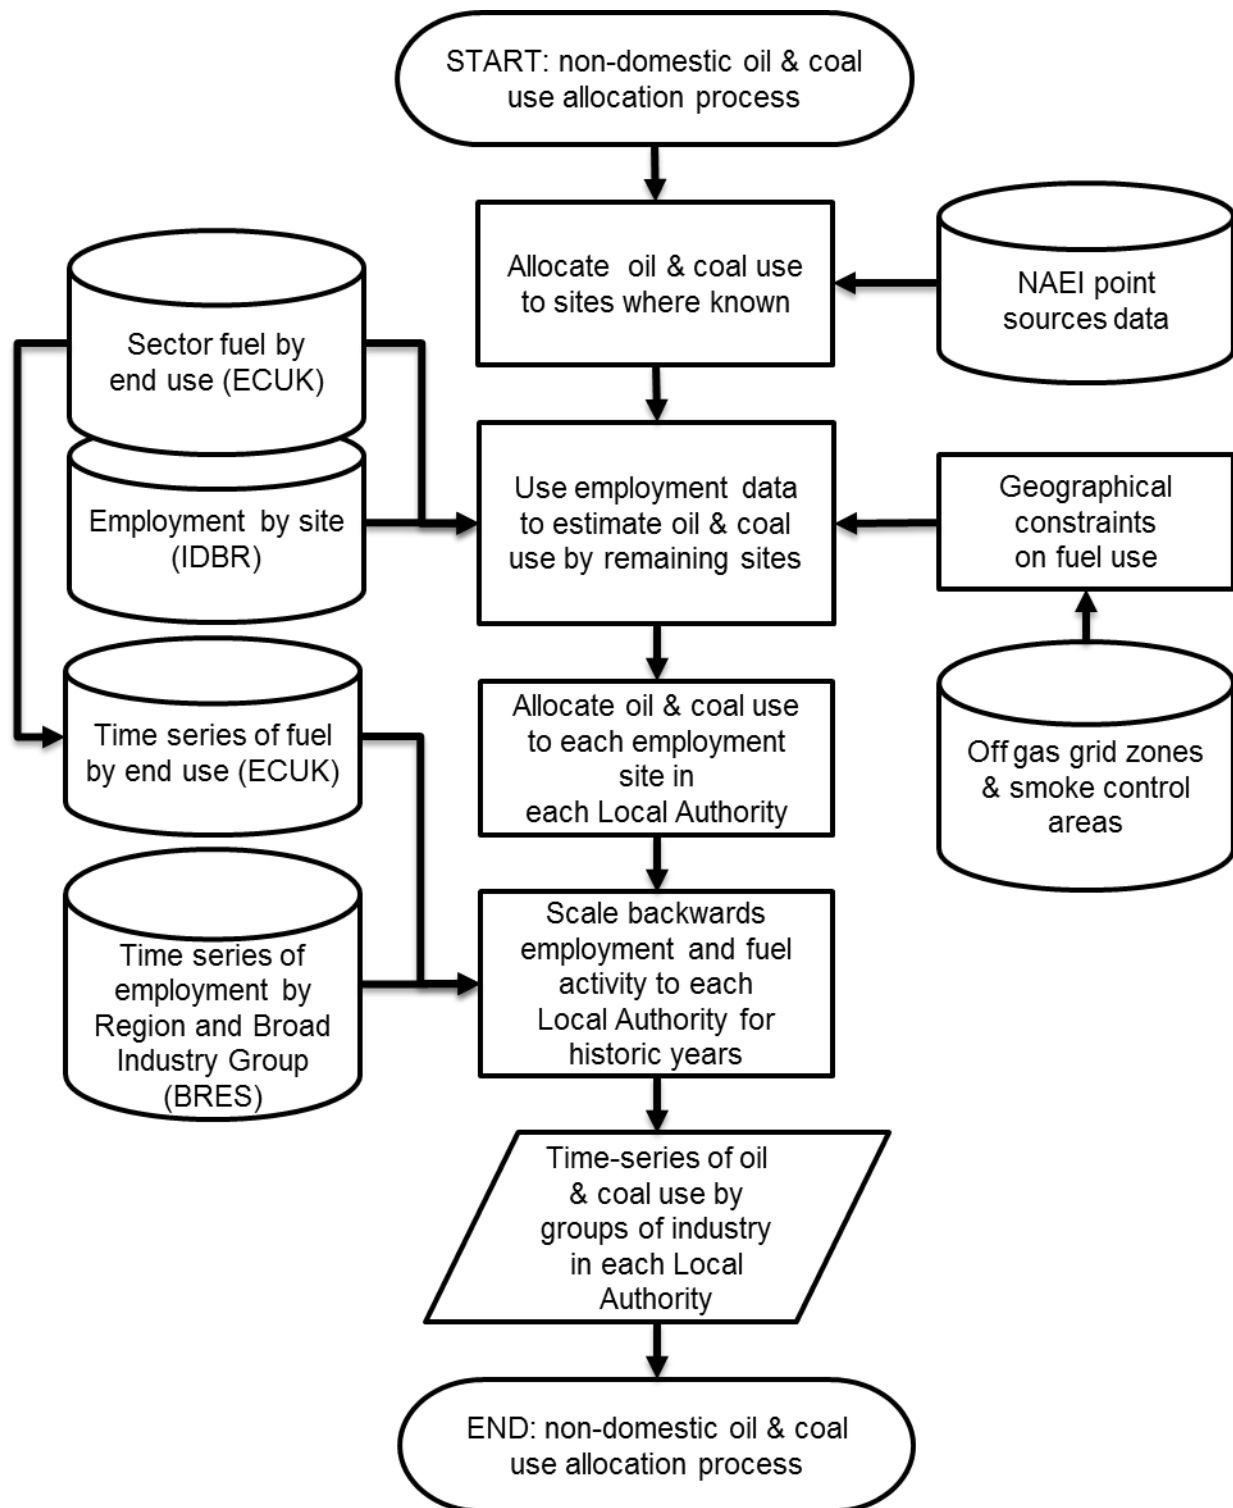 START: non-domestic oil & coal
use allocation process
Allocate oil & coal use
to sites where known
NAEI point
sources data
Sector fuel by
end use (ECUK)
Employment by site
(IDBR)
Use employment data
to estimate oil & coal
use by remaining sites
Geographical
constraints
on fuel use
Time series of fuel
by end use (ECUK)
Allocate oil & coal use
to each employment
site in
each Local Authority
Off gas grid zones
& smoke control
areas
Time series of
employment by
Region and Broad
Industry Group
(BRES)
Scale backwards
employment and fuel
activity to each
Local Authority for
historic years
Time-series of oil
& coal use by
groups of industry
in each Local
Authority
END: non-domestic oil & coal
use allocation process